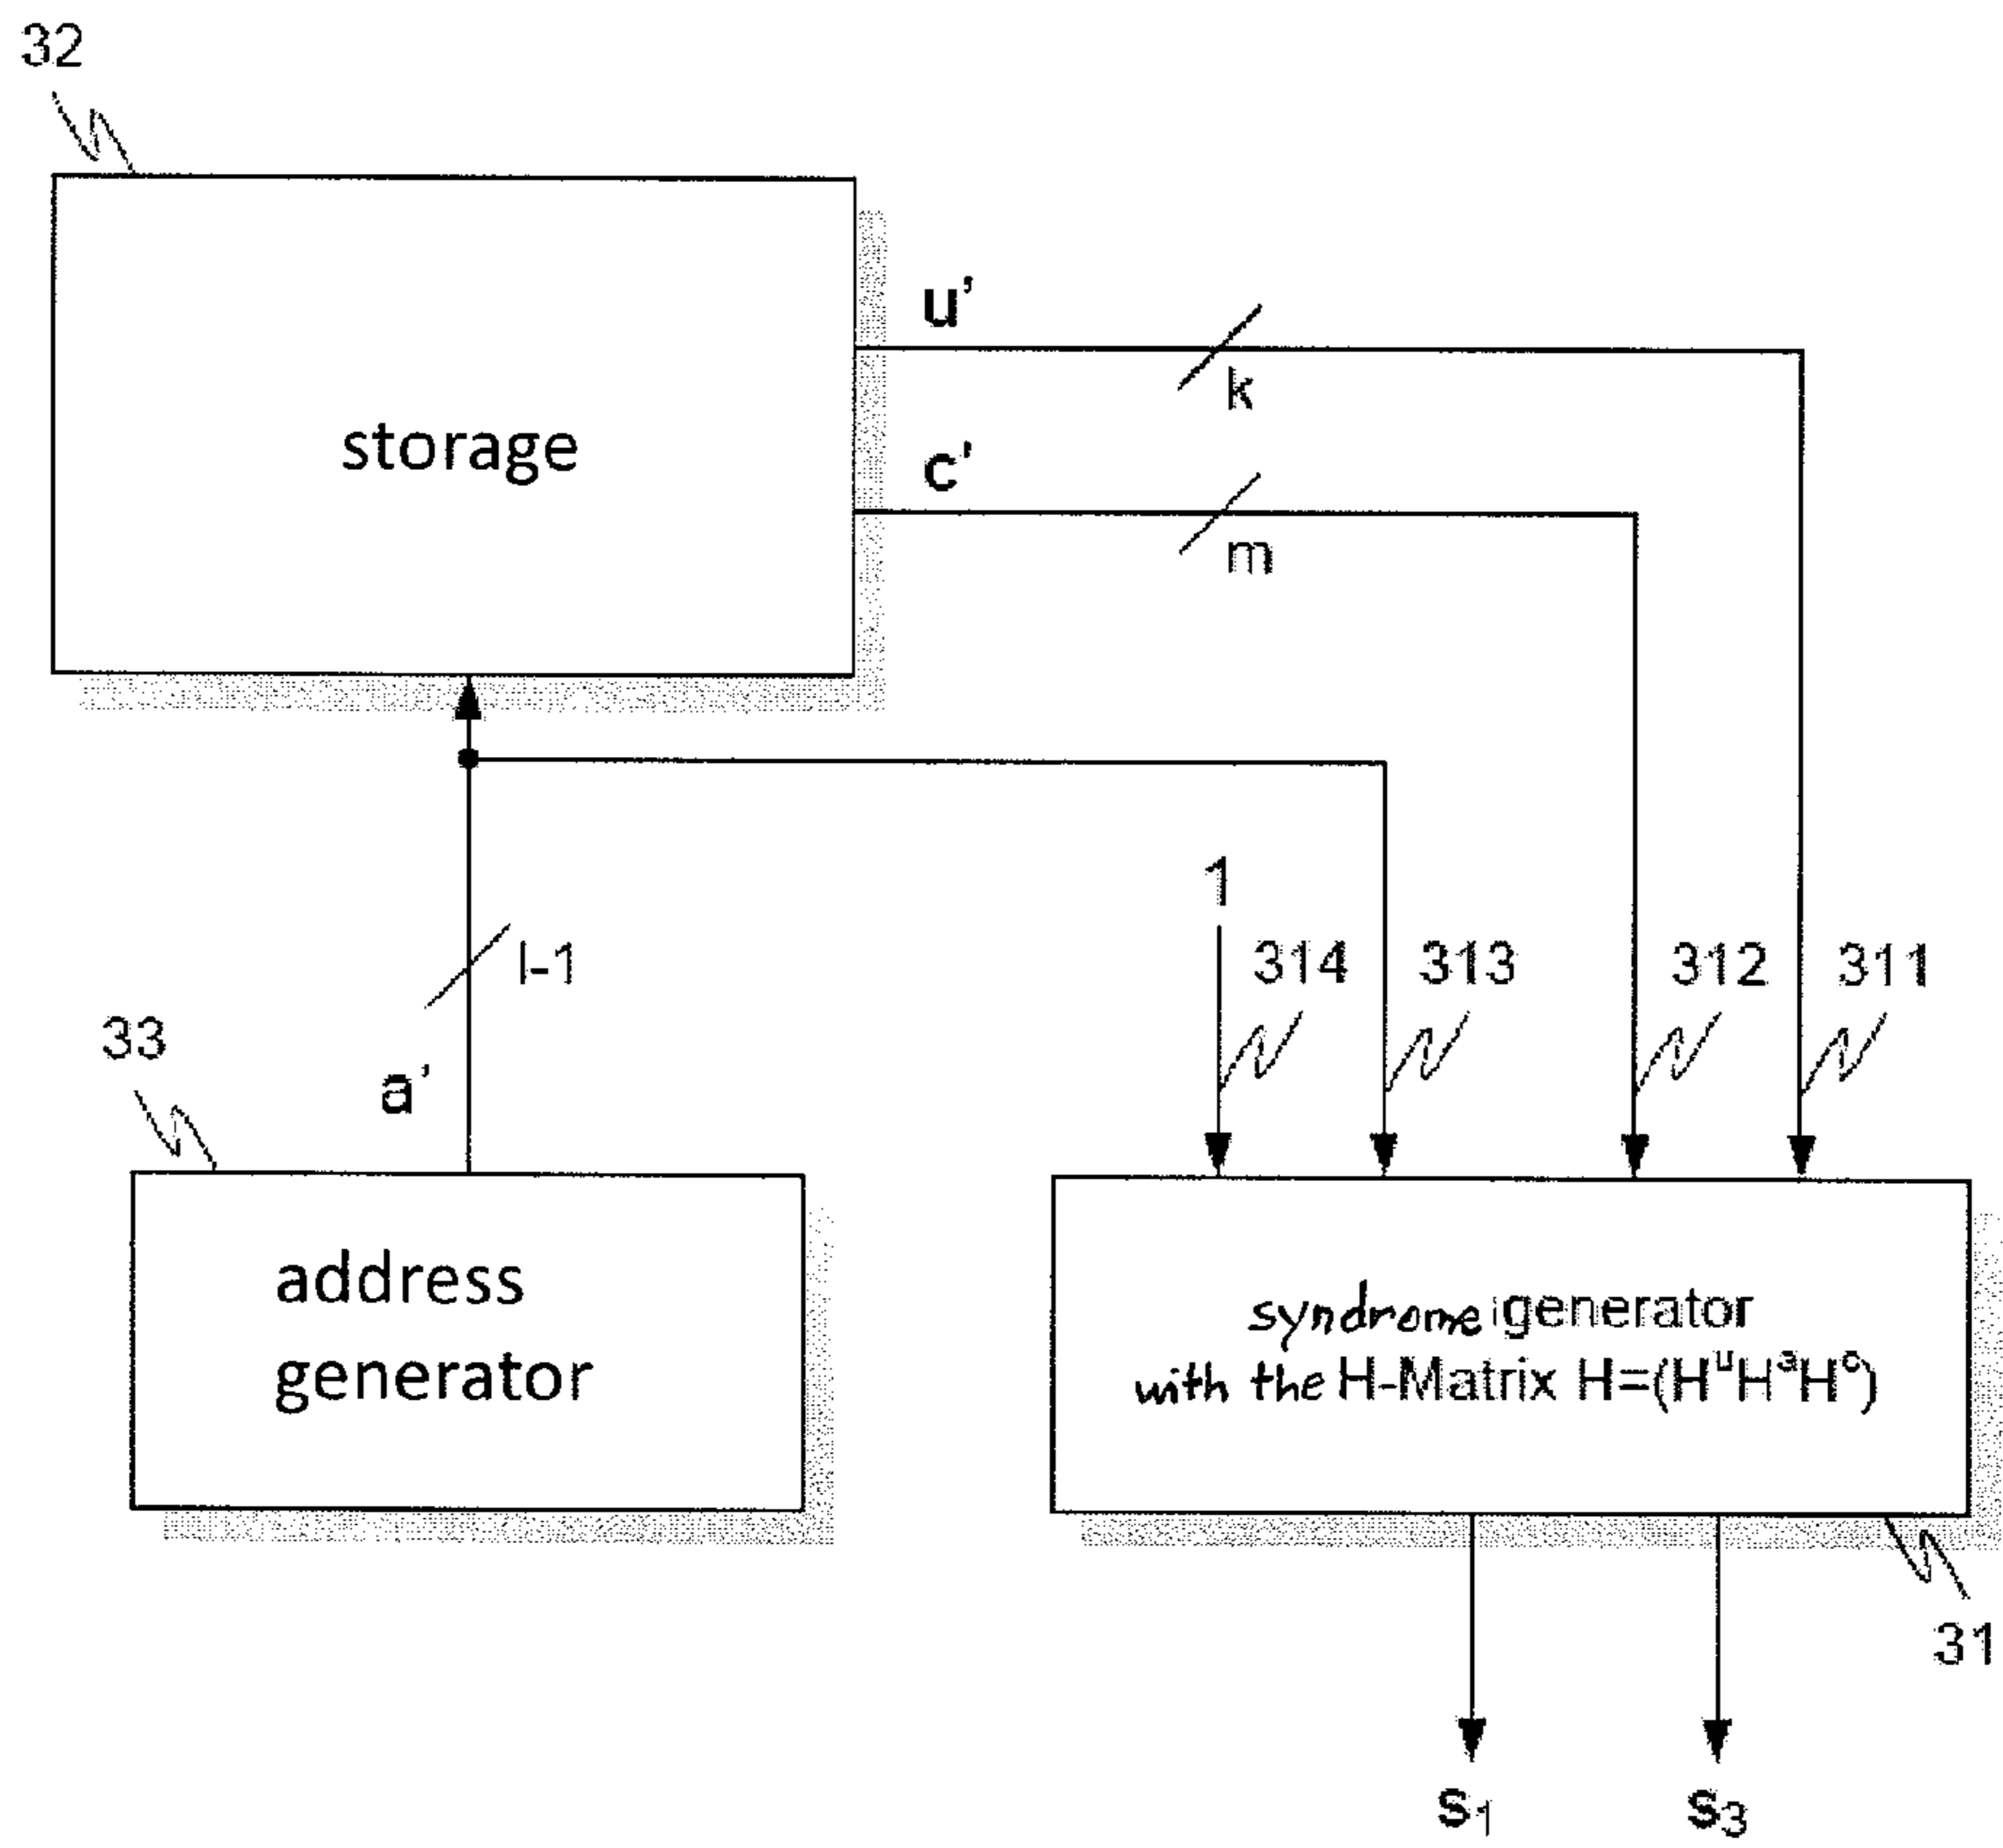 32
u'
k
storage
c'
m
1
314
313
312
311
l-1
33
a'
address
generator
syndrome generator
with the H-Matrix H=(HᵘHᵃHᶜ)
31
s₁
s₃